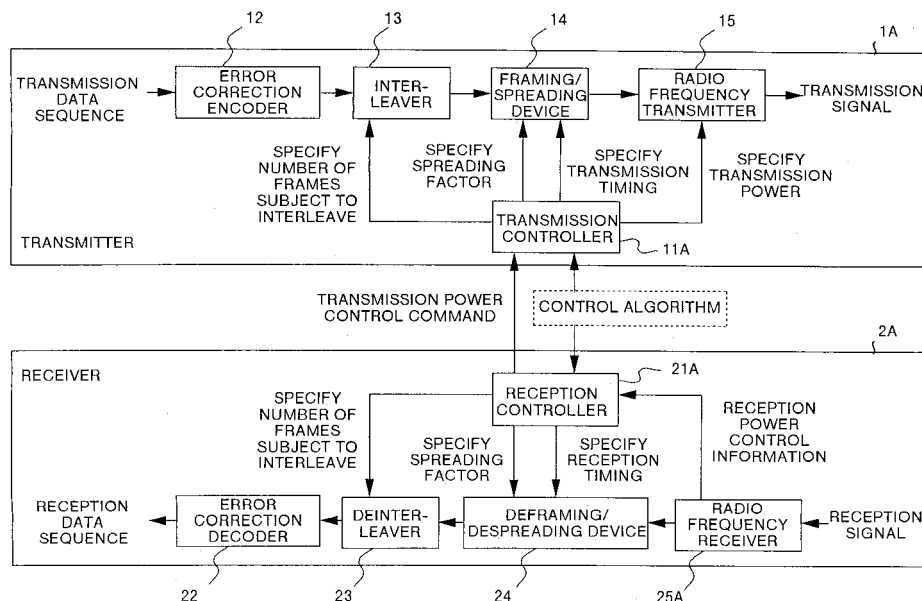 12
13
14
15
1A
TRANSMISSION
DATA
SEQUENCE
ERROR
CORRECTION
ENCODER
INTER-
LEAVER
FRAMING/
SPREADING
DEVICE
RADIO
FREQUENCY
TRANSMITTER
TRANSMISSION
SIGNAL
SPECIFY
NUMBER OF
FRAMES
SUBJECT TO
INTERLEAVE
SPECIFY
SPREADING
FACTOR
SPECIFY
TRANSMISSION
TIMING
SPECIFY
TRANSMISSION
POWER
TRANSMISSION
CONTROLLER
11A
TRANSMITTER
TRANSMISSION POWER
CONTROL COMMAND
CONTROL ALGORITHM
2A
RECEIVER
21A
RECEPTION
CONTROLLER
SPECIFY
NUMBER OF
FRAMES
SUBJECT TO
INTERLEAVE
SPECIFY
SPREADING
FACTOR
SPECIFY
RECEPTION
TIMING
RECEPTION
POWER
CONTROL
INFORMATION
RECEPTION
DATA
SEQUENCE
ERROR
CORRECTION
DECODER
DEINTER-
LEAVER
DEFRAMING/
DESPREADING DEVICE
RADIO
FREQUENCY
RECEIVER
RECEPTION
SIGNAL
22
23
24
25A